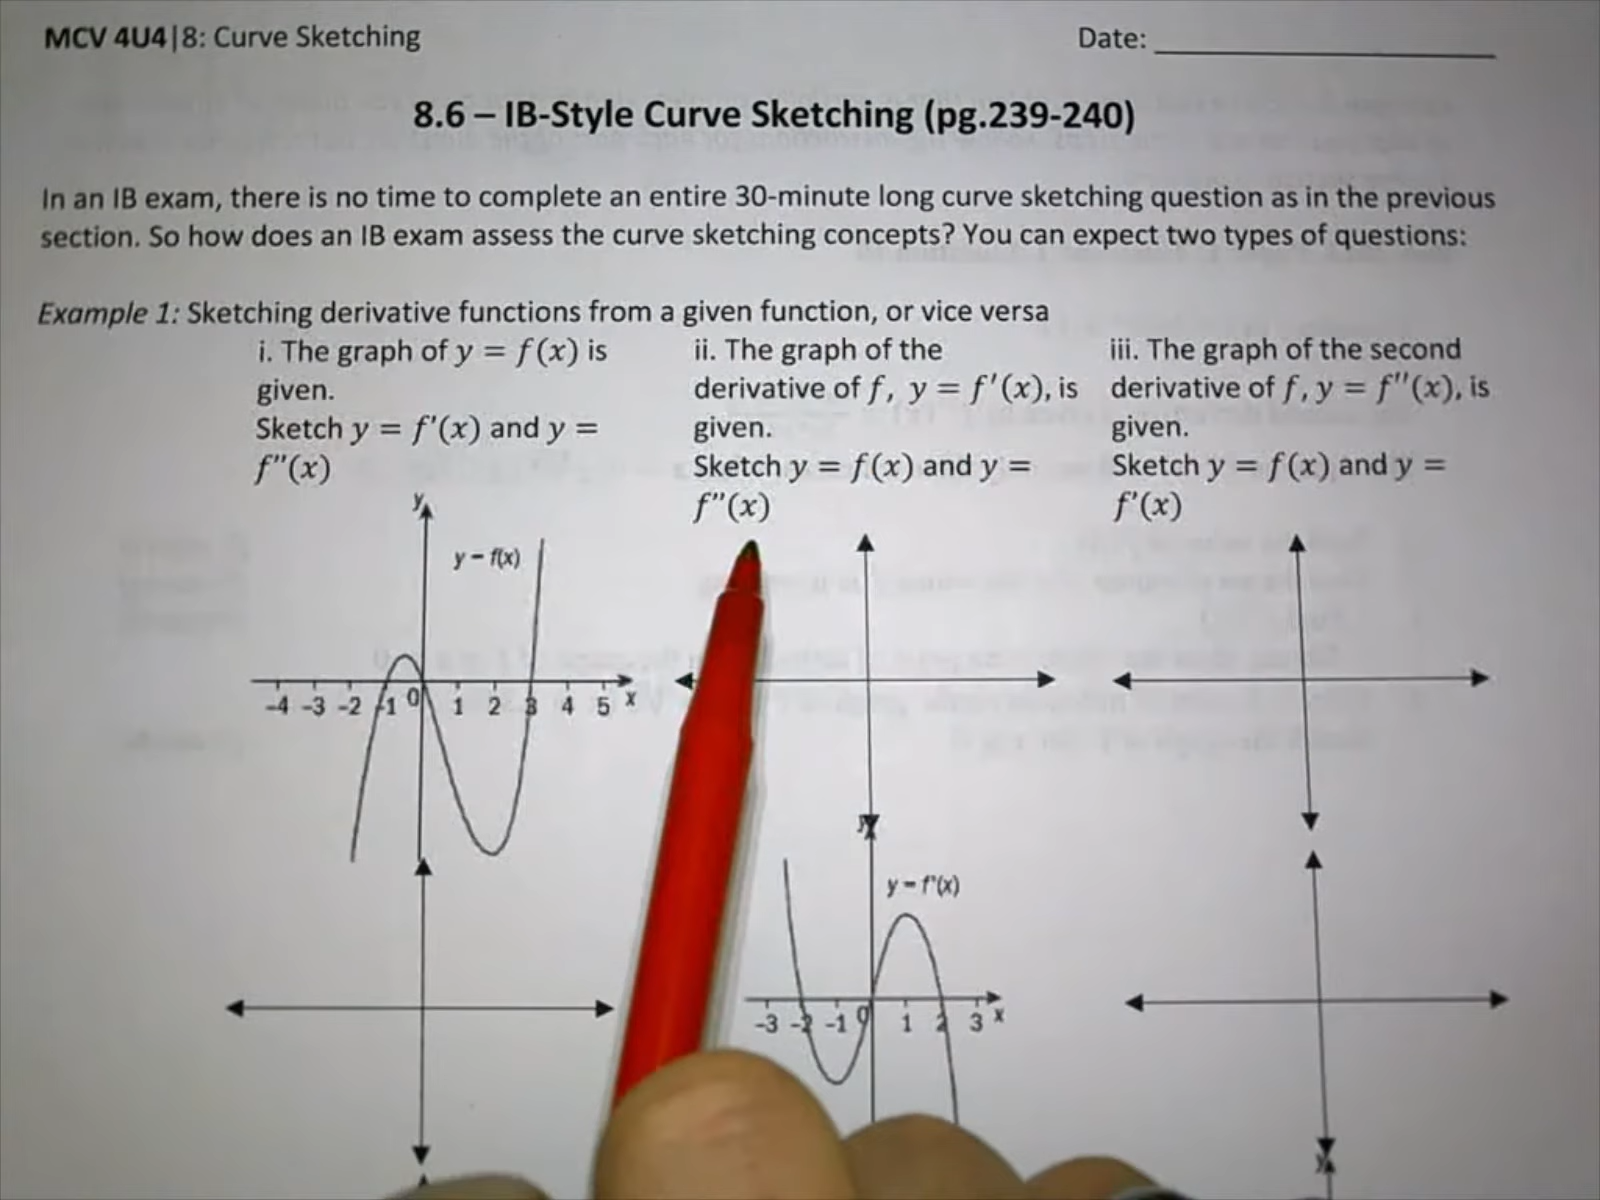 MCV 4U4|8: Curve Sketching
Date:
8.6 – IB-Style Curve Sketching (pg.239-240)
In an IB exam, there is no time to complete an entire 30-minute long curve sketching question as in the previous
section. So how does an IB exam assess the curve sketching concepts? You can expect two types of questions:
Example 1: Sketching derivative functions from a given function, or vice versa
i. The graph of y = f(x) is
given.
Sketch y = f'(x) and y =
f"(x)
ii. The graph of the
derivative of f, y = f'(x), is
given.
Sketch y = f(x) and y =
f"(x)
iii. The graph of the second
derivative of f, y = f"(x), is
given.
Sketch y = f(x) and y =
f'(x)
y
y = f(x)
-4 -3 -2 -1 0 1 2 3 4 5 x
y
y = f'(x)
-3 -2 -1 0 1 2 3 x
y